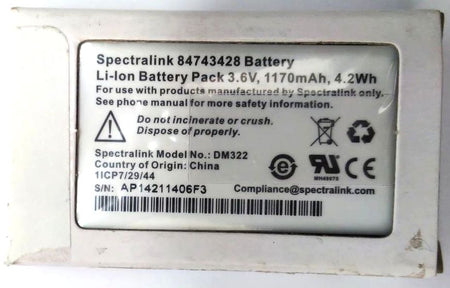 Spectralink 84743428 Battery
Li-Ion Battery Pack 3.6V, 1170mAh, 4.2Wh
For use with products manufactured by Spectralink only.
See phone manual for more safety information.
Do not incinerate or crush.
Dispose of properly.
Spectralink Model No.: DM322
Country of Origin: China
1ICP7/29/44
S/N: AP14211406F3
Compliance@spectralink.com